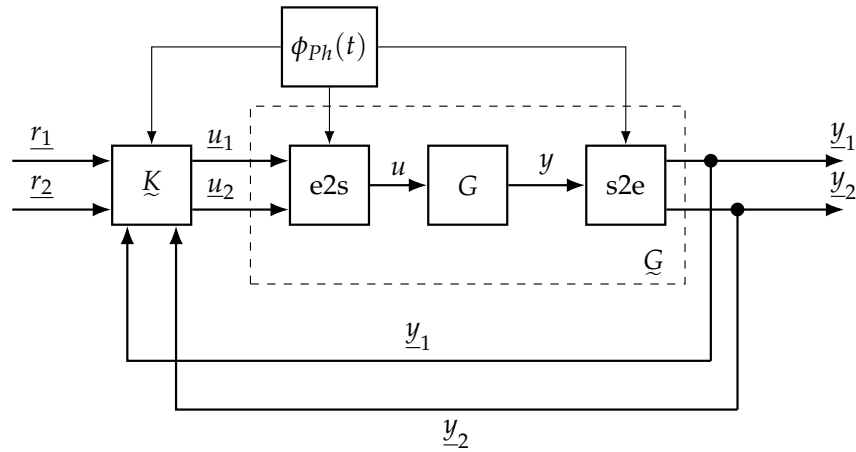 ϕ_Ph(t)
r_1 u_1 y_1
K e2s u G y s2e
r_2 u_2 y_2
G
y_1
y_2